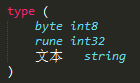 type (
    byte int8
    rune int32
    文本   string
)